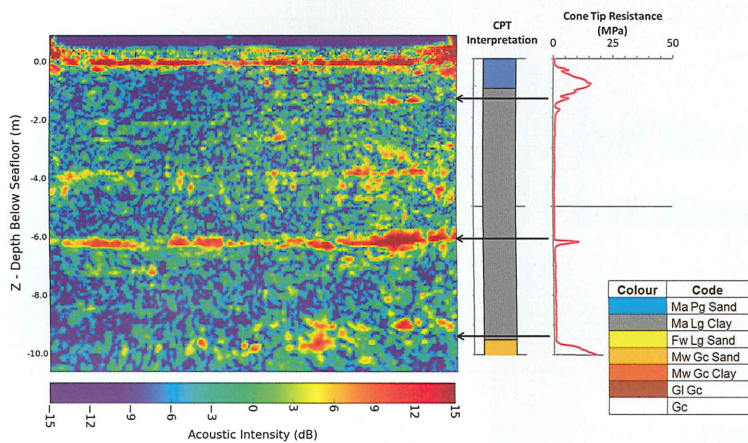 CPT
Interpretation
Cone Tip Resistance
(MPa)
0
50
0.0
-2.0
-4.0
-6.0
-8.0
-10.0
Z - Depth Below Seafloor (m)
-15
-12
-9
-6
-3
0
3
6
9
12
15
Acoustic Intensity (dB)
Colour Code
Ma Pg Sand
Ma Lg Clay
Fw Lg Sand
Mw Gc Sand
Mw Gc Clay
Gl Gc
Gc